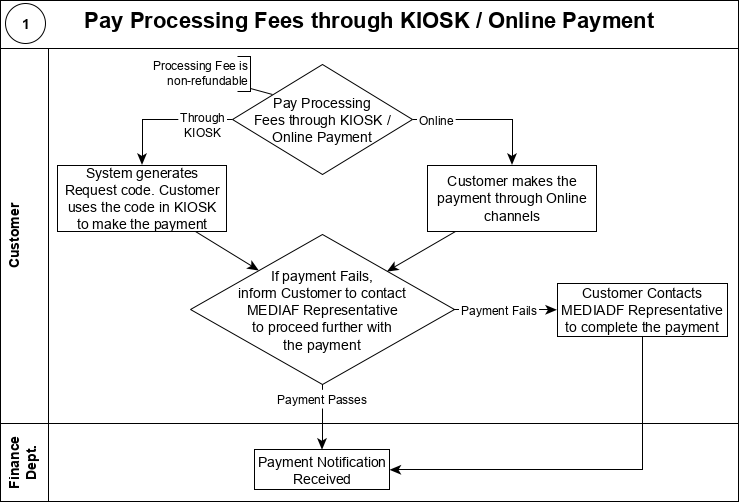 1
Pay Processing Fees through KIOSK / Online Payment
Customer
Processing Fee is
non-refundable
Pay Processing
Fees through KIOSK /
Online Payment
Through
KIOSK
Online
System generates
Request code. Customer
uses the code in KIOSK
to make the payment
Customer makes the
payment through Online
channels
If payment Fails,
inform Customer to contact
MEDIAF Representative
to proceed further with
the payment
Payment Fails
Customer Contacts
MEDIADF Representative
to complete the payment
Payment Passes
Finance
Dept.
Payment Notification
Received